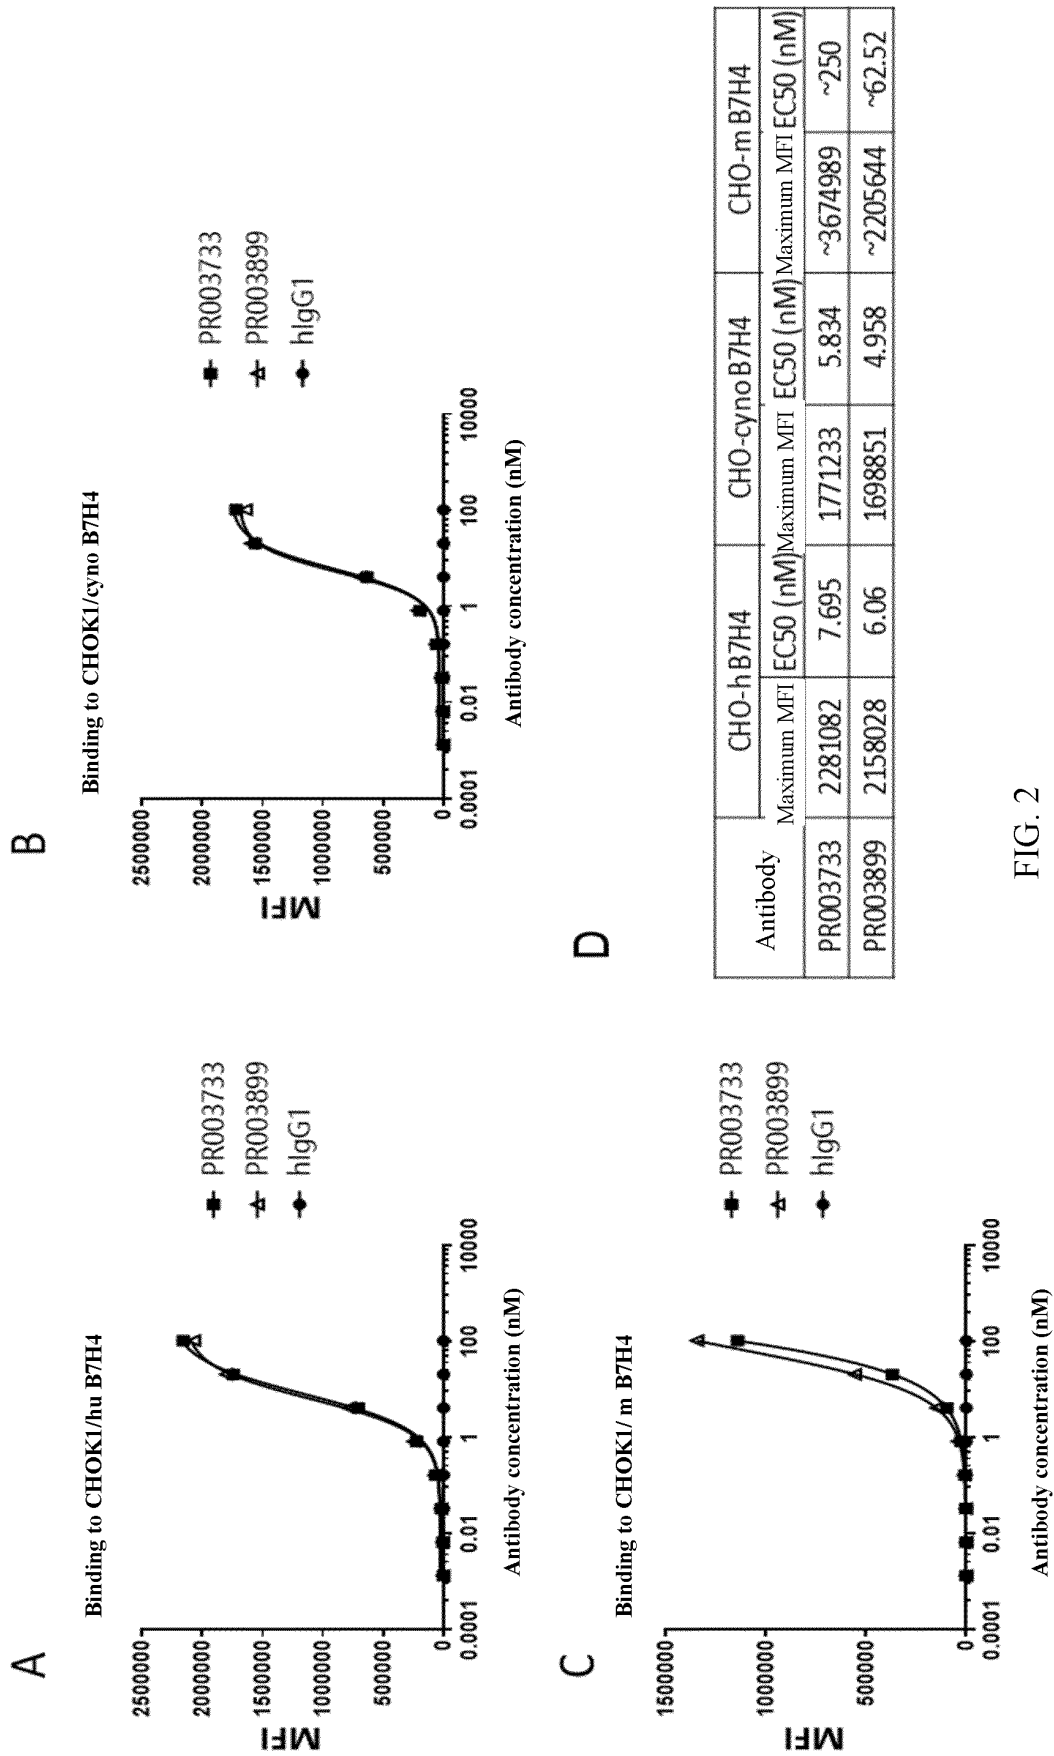 A
Binding to CHOK1/hu B7H4
MFI
2500000
2000000
1500000
1000000
500000
0
0.0001
0.01
1
100
10000
Antibody concentration (nM)
PR003733
PR003899
hIgG1
B
Binding to CHOK1/cyno B7H4
MFI
2500000
2000000
1500000
1000000
500000
0
0.0001
0.01
1
100
10000
Antibody concentration (nM)
PR003733
PR003899
hIgG1
C
Binding to CHOK1/ m B7H4
MFI
1500000
1000000
500000
0
0.0001
0.01
1
100
10000
Antibody concentration (nM)
PR003733
PR003899
hIgG1
D
Antibody CHO-h B7H4 CHO-cyno B7H4 CHO-m B7H4
Maximum MFI EC50 (nM) Maximum MFI EC50 (nM) Maximum MFI EC50 (nM)
PR003733 2281082 7.695 1771233 5.834 ~3674989 ~250
PR003899 2158028 6.06 1698851 4.958 ~2205644 ~62.52
FIG. 2